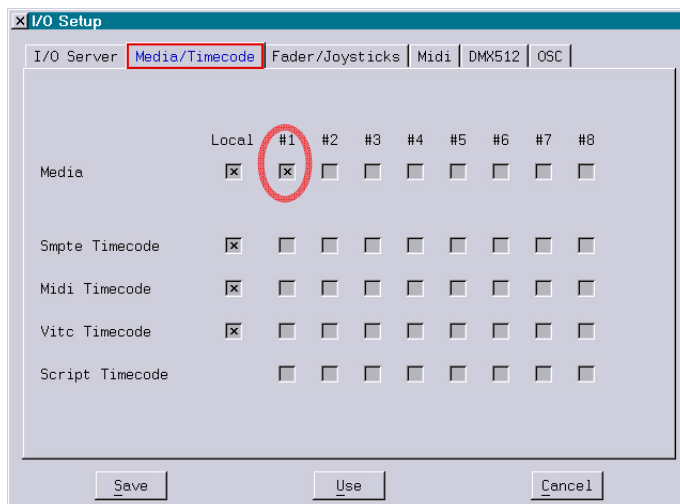 I/O Setup
I/O Server Media/Timecode Fader/Joysticks Midi DMX512 OSC
Local #1 #2 #3 #4 #5 #6 #7 #8
Media
Smpte Timecode
Midi Timecode
Vitc Timecode
Script Timecode
Save Use Cancel